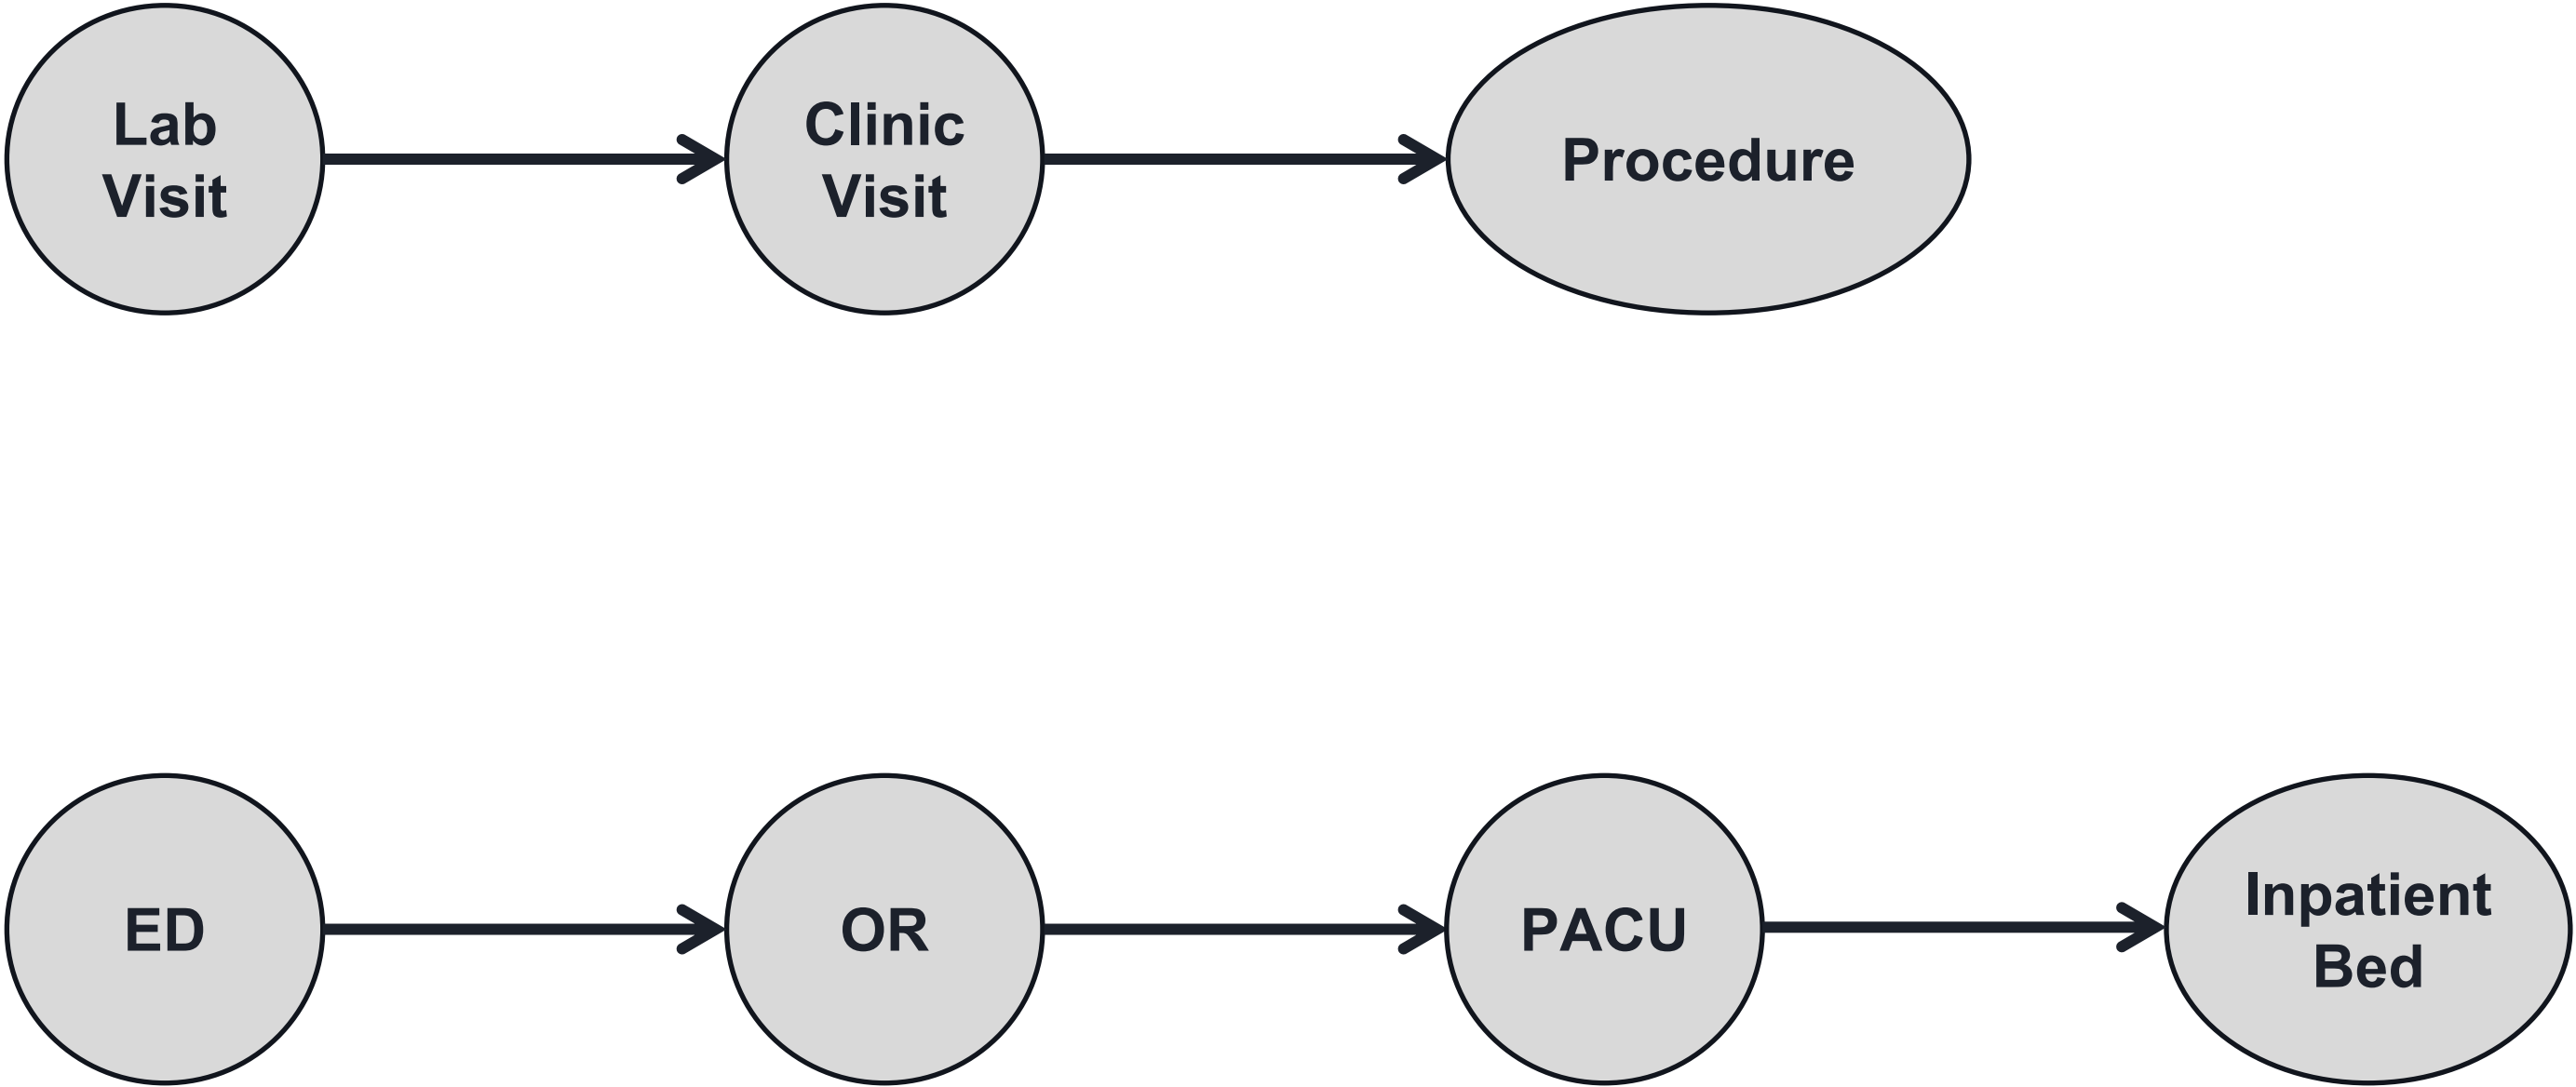 Lab
Visit
Clinic
Visit
Procedure
ED
OR
PACU
Inpatient
Bed